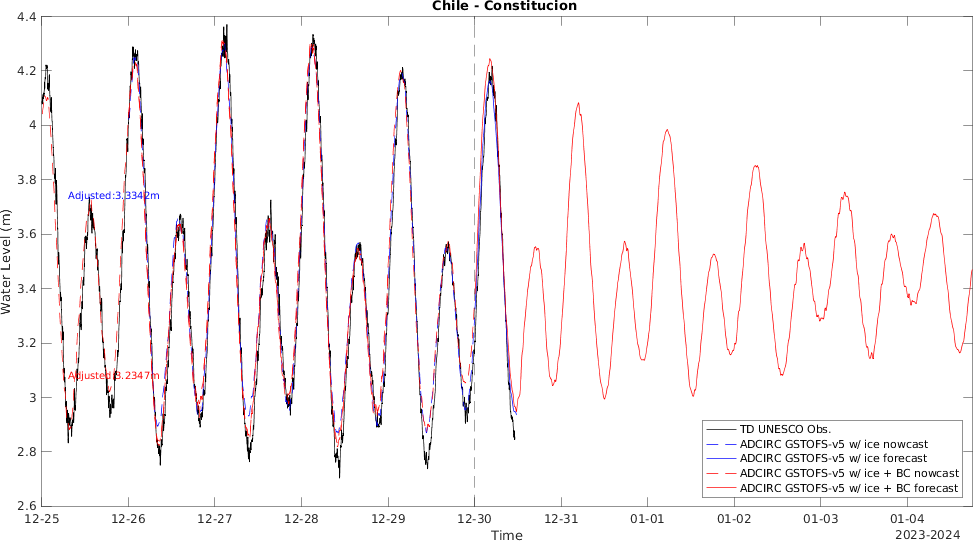 Chile - Constitucion
4.4
4.2
4
3.8
3.6
3.4
3.2
3
2.8
2.6
Water Level (m)
Adjusted:3.3342m
Adjusted:3.2347m
TD UNESCO Obs.
ADCIRC GSTOFS-v5 w/ ice nowcast
ADCIRC GSTOFS-v5 w/ ice forecast
ADCIRC GSTOFS-v5 w/ ice + BC nowcast
ADCIRC GSTOFS-v5 w/ ice + BC forecast
12-25 12-26 12-27 12-28 12-29 12-30 12-31 01-01 01-02 01-03 01-04
Time
2023-2024